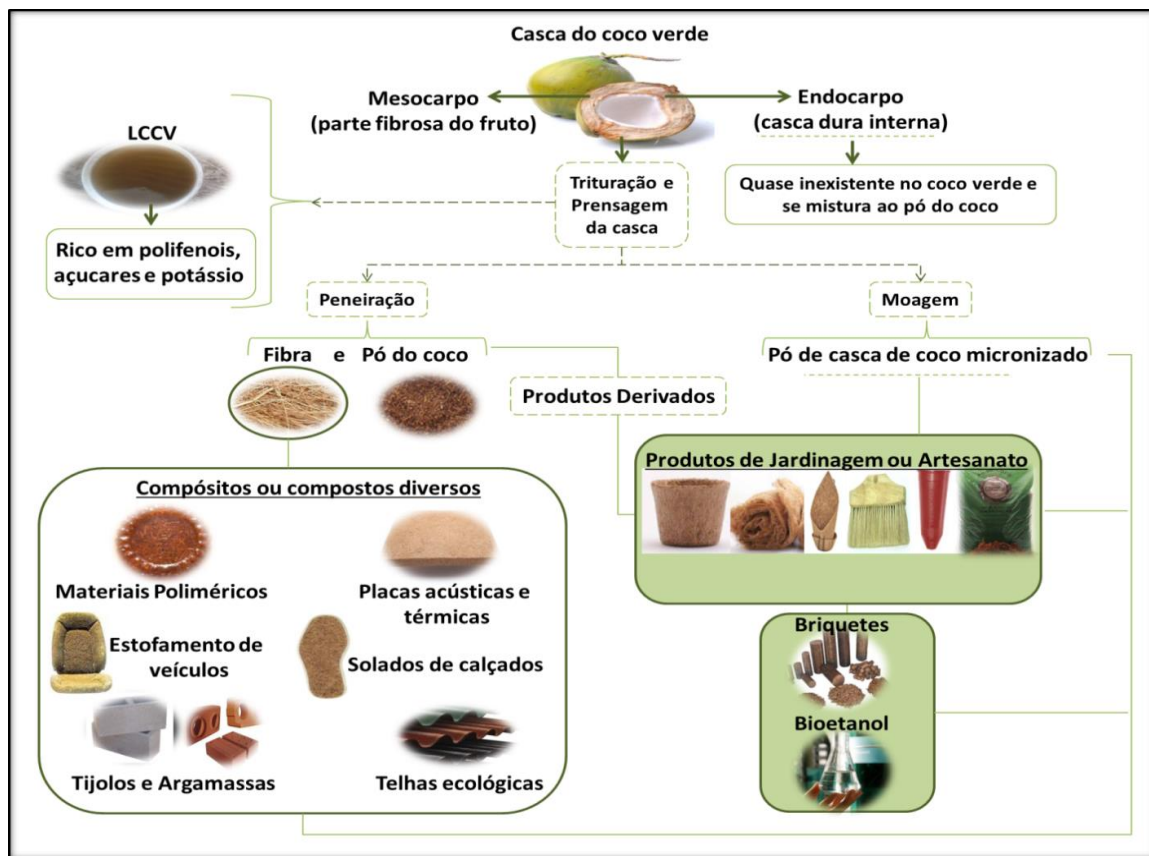 Casca do coco verde
Mesocarpo
(parte fibrosa do fruto)
Endocarpo
(casca dura interna)
LCCV
Rico em polifenois,
açucares e potássio
Trituração e
Prensagem
da casca
Quase inexistente no coco verde e
se mistura ao pó do coco
Peneiração
Moagem
Fibra e Pó do coco
Pó de casca de coco micronizado
Produtos Derivados
Compósitos ou compostos diversos
Materiais Poliméricos
Placas acústicas e
térmicas
Estofamento de
veículos
Solados de calçados
Tijolos e Argamassas
Telhas ecológicas
Produtos de Jardinagem ou Artesanato
Briquetes
Bioetanol